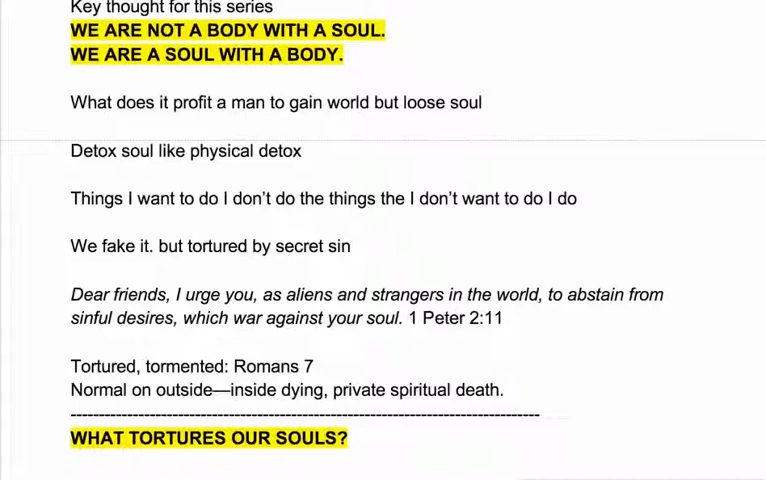 Key thought for this series
WE ARE NOT A BODY WITH A SOUL.
WE ARE A SOUL WITH A BODY.
What does it profit a man to gain world but loose soul
Detox soul like physical detox
Things I want to do I don’t do the things the I don’t want to do I do
We fake it. but tortured by secret sin
Dear friends, I urge you, as aliens and strangers in the world, to abstain from
sinful desires, which war against your soul. 1 Peter 2:11
Tortured, tormented: Romans 7
Normal on outside—inside dying, private spiritual death.
-----------------------------------------------------------------------------------
WHAT TORTURES OUR SOULS?